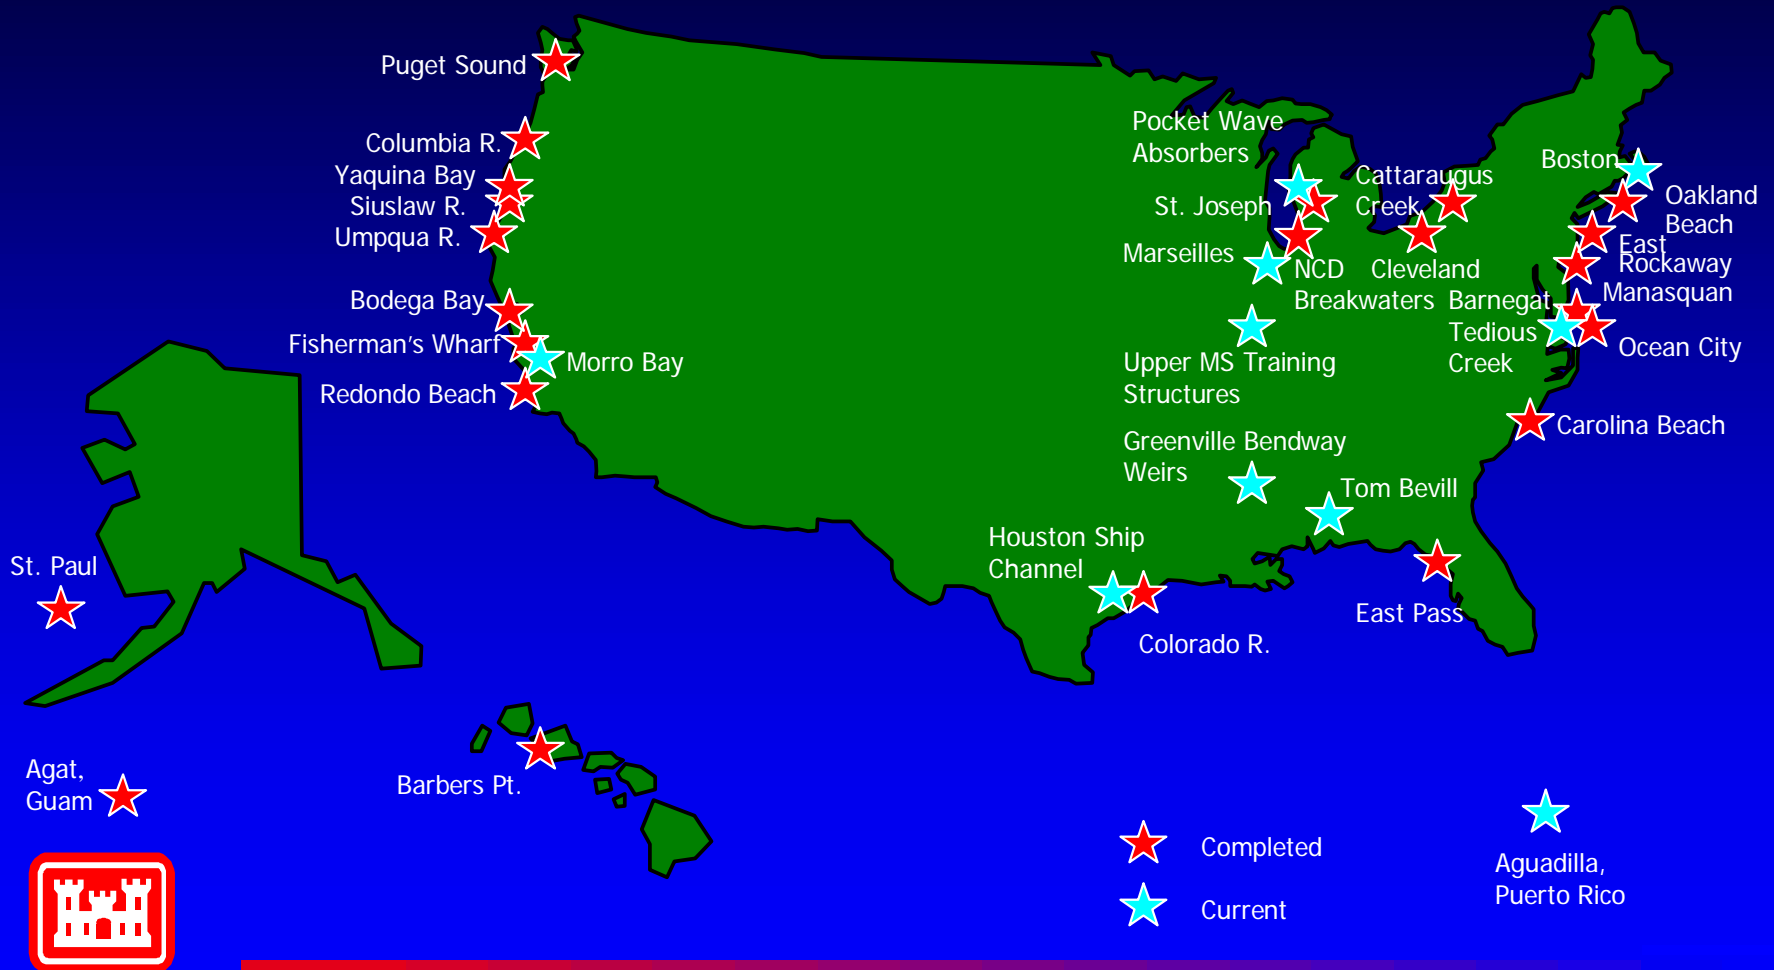 Puget Sound
Columbia R.
Yaquina Bay
Siuslaw R.
Umpqua R.
Bodega Bay
Fisherman's Wharf
Morro Bay
Redondo Beach
Pocket Wave
Absorbers
St. Joseph
Marseilles
NCD
Breakwaters
Cattaraugus
Creek
Cleveland
Boston
Oakland
Beach
East
Rockaway
Manasquan
Barnegat
Tedious
Creek
Ocean City
Upper MS Training
Structures
Carolina Beach
Greenville Bendway
Weirs
Tom Bevill
Houston Ship
Channel
Colorado R.
East Pass
St. Paul
Agat,
Guam
Barbers Pt.
Completed
Current
Aguadilla,
Puerto Rico